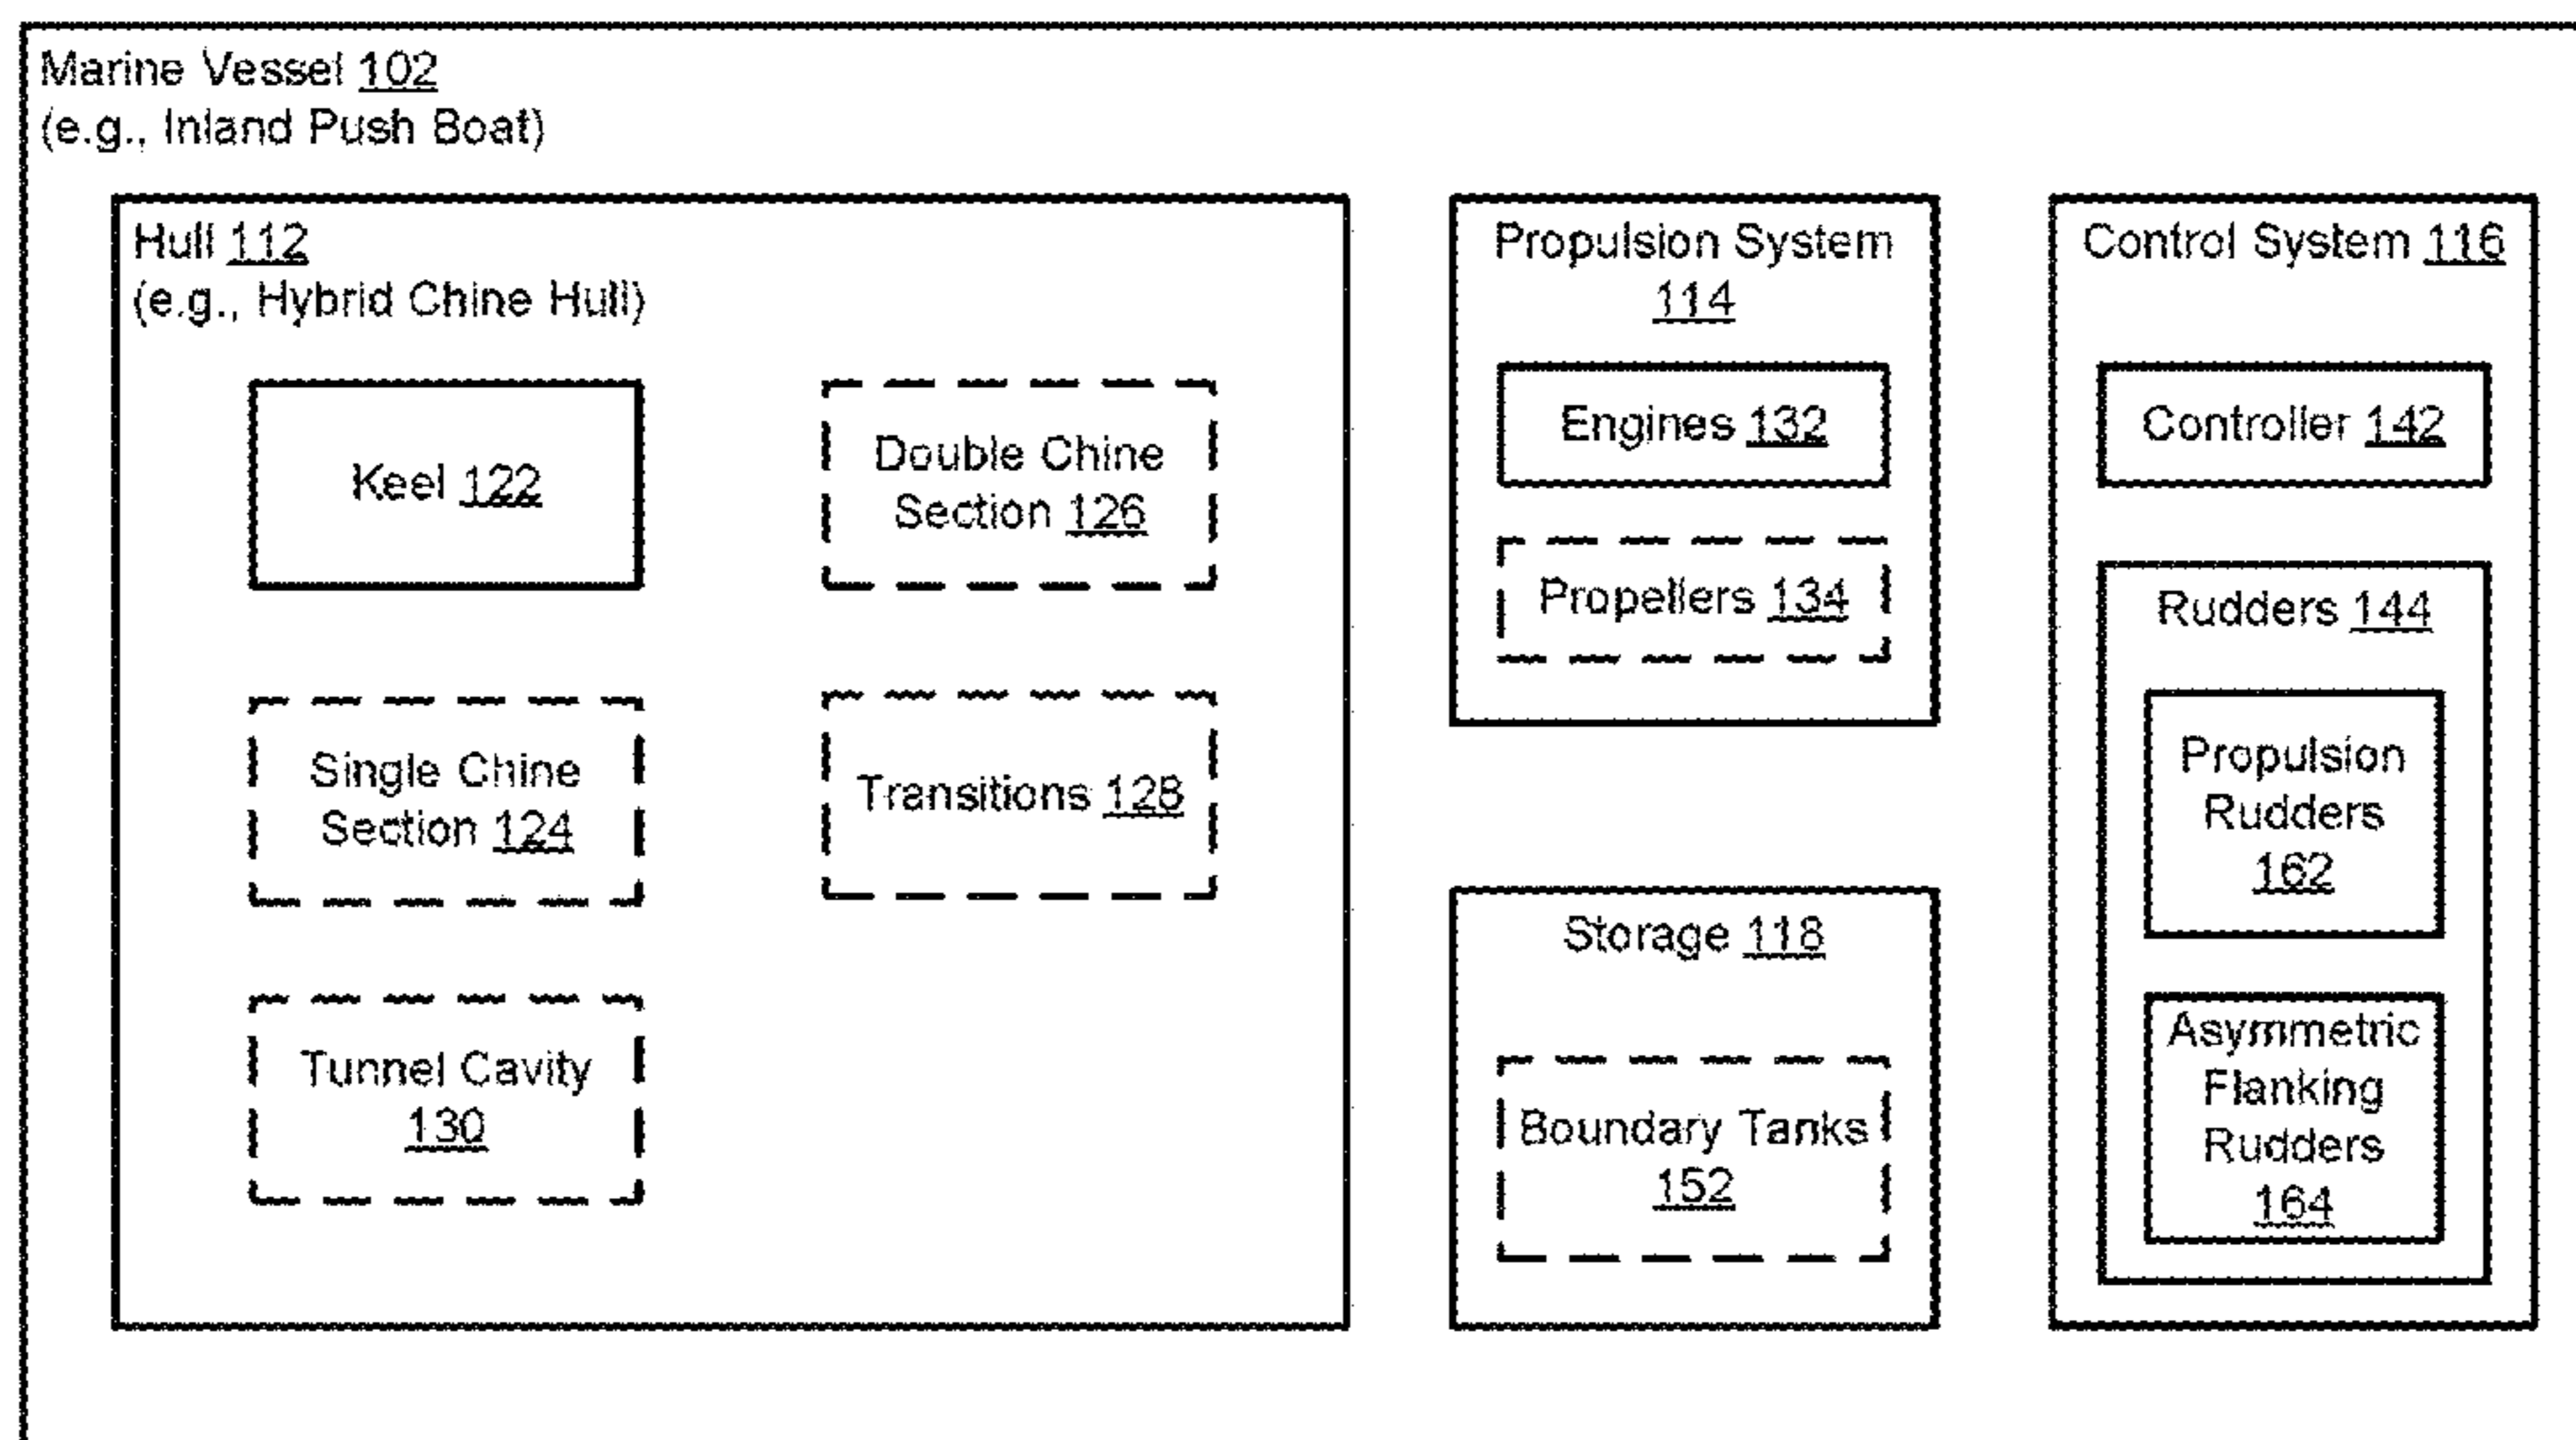 Marine Vessel 102
(e.g., Inland Push Boat)
Hull 112
(e.g., Hybrid Chine Hull)
Keel 122
Double Chine
Section 126
Single Chine
Section 124
Transitions 128
Tunnel Cavity
130
Propulsion System
114
Engines 132
Propellers 134
Storage 118
Boundary Tanks
152
Control System 116
Controller 142
Rudders 144
Propulsion
Rudders
162
Asymmetric
Flanking
Rudders
164